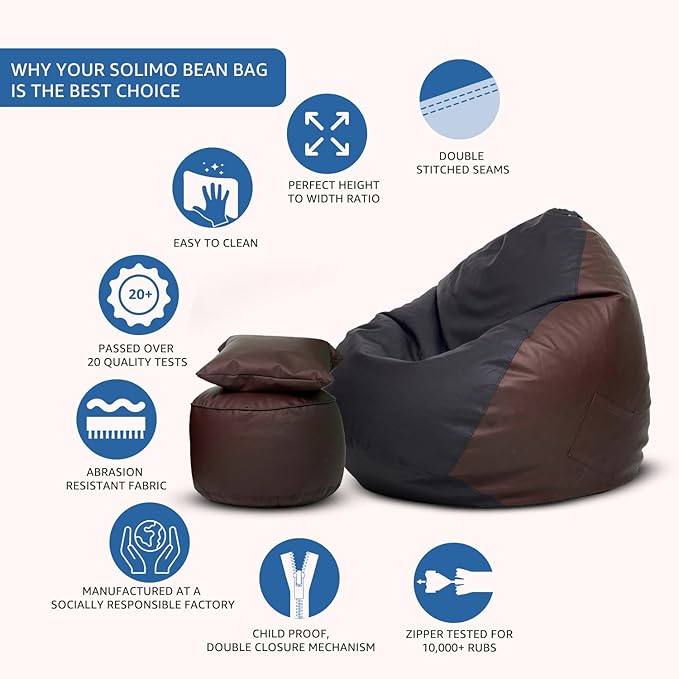 WHY YOUR SOLIMO BEAN BAG
IS THE BEST CHOICE
DOUBLE
STITCHED SEAMS
PERFECT HEIGHT
TO WIDTH RATIO
EASY TO CLEAN
20+
PASSED OVER
20 QUALITY TESTS
ABRASION
RESISTANT FABRIC
MANUFACTURED AT A
SOCIALLY RESPONSIBLE FACTORY
CHILD PROOF,
DOUBLE CLOSURE MECHANISM
ZIPPER TESTED FOR
10,000+ RUBS